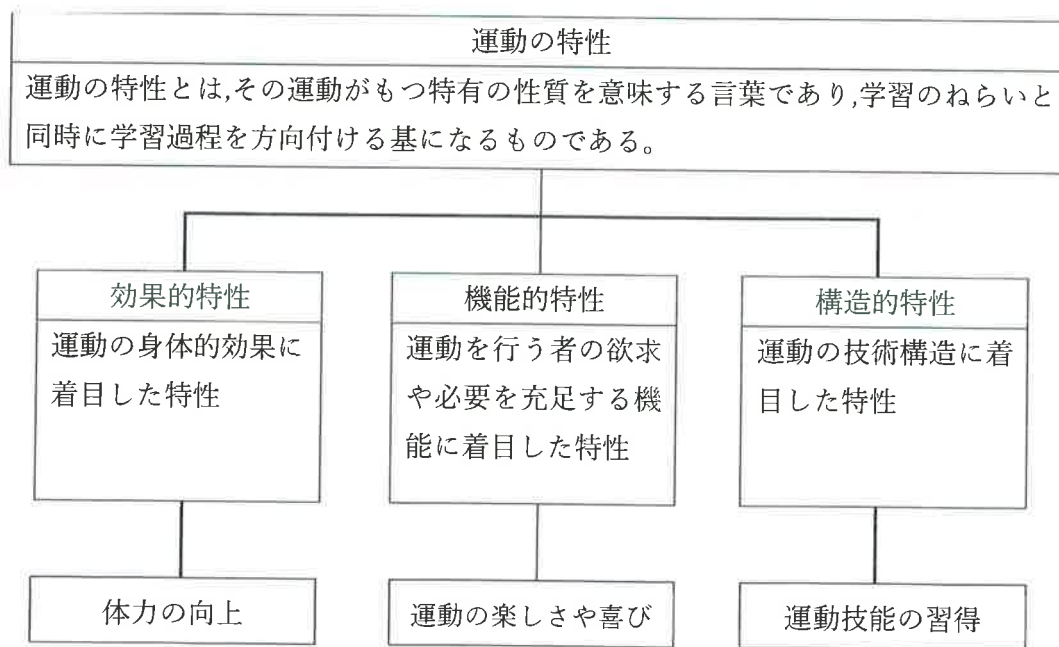 運動の特性
運動の特性とは,その運動がもつ特有の性質を意味する言葉であり,学習のねらいと
同時に学習過程を方向付ける基になるものである。
効果的特性
運動の身体的効果に
着目した特性
機能的特性
運動を行う者の欲求
や必要を充足する機
能に着目した特性
構造的特性
運動の技術構造に着
目した特性
体力の向上
運動の楽しさや喜び
運動技能の習得